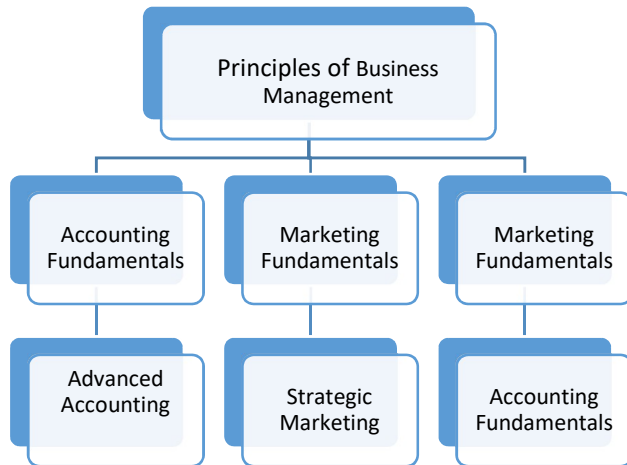 Principles of Business
Management
Accounting
Fundamentals
Marketing
Fundamentals
Marketing
Fundamentals
Advanced
Accounting
Strategic
Marketing
Accounting
Fundamentals